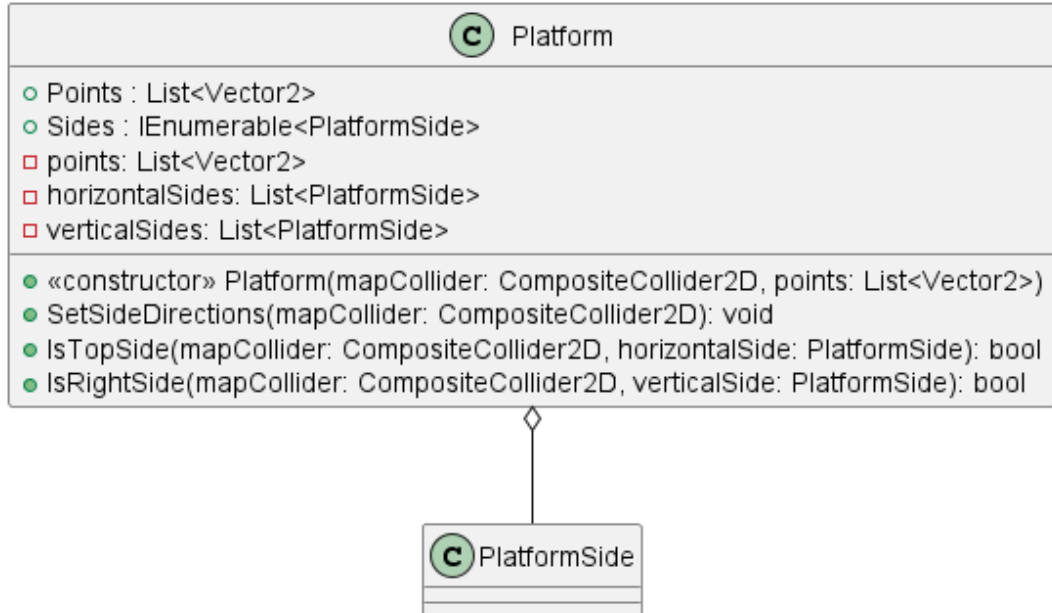 C Platform
Points : List<Vector2>
Sides : IEnumerable<PlatformSide>
points: List<Vector2>
horizontalSides: List<PlatformSide>
verticalSides: List<PlatformSide>
«constructor» Platform(mapCollider: CompositeCollider2D, points: List<Vector2>)
SetSideDirections(mapCollider: CompositeCollider2D): void
IsTopSide(mapCollider: CompositeCollider2D, horizontalSide: PlatformSide): bool
IsRightSide(mapCollider: CompositeCollider2D, verticalSide: PlatformSide): bool
C PlatformSide